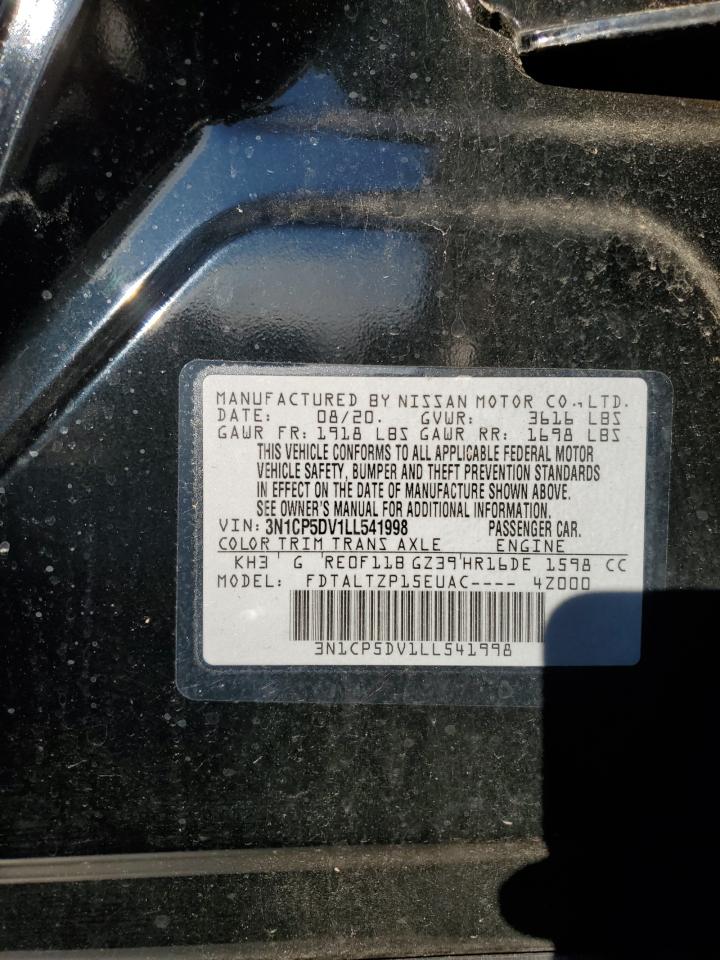 MANUFACTURED BY NISSAN MOTOR CO.,LTD.
DATE: 08/20. GVWR: 3616 LBS
GAWR FR: 1918 LBS GAWR RR: 1698 LBS
THIS VEHICLE CONFORMS TO ALL APPLICABLE FEDERAL MOTOR
VEHICLE SAFETY, BUMPER AND THEFT PREVENTION STANDARDS
IN EFFECT ON THE DATE OF MANUFACTURE SHOWN ABOVE.
SEE OWNER'S MANUAL FOR ADDITIONAL INFORMATION.
VIN: 3N1CP5DV1LL541998 PASSENGER CAR.
COLOR TRIM TRANS AXLE ENGINE
KH3 G RE0F11B GZ39 HR16DE 1598 CC
MODEL: FDTALTZP15EUAC---- 4Z000
3N1CP5DV1LL541998